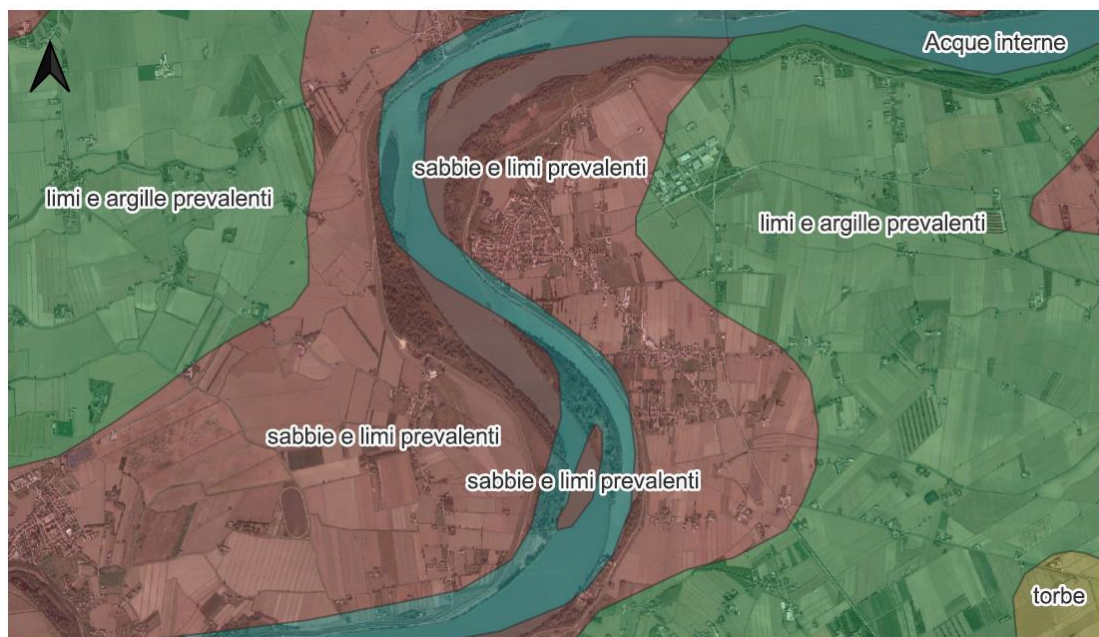 Acque interne
sabbie e limi prevalenti
limi e argille prevalenti
limi e argille prevalenti
sabbie e limi prevalenti
sabbie e limi prevalenti
torbe